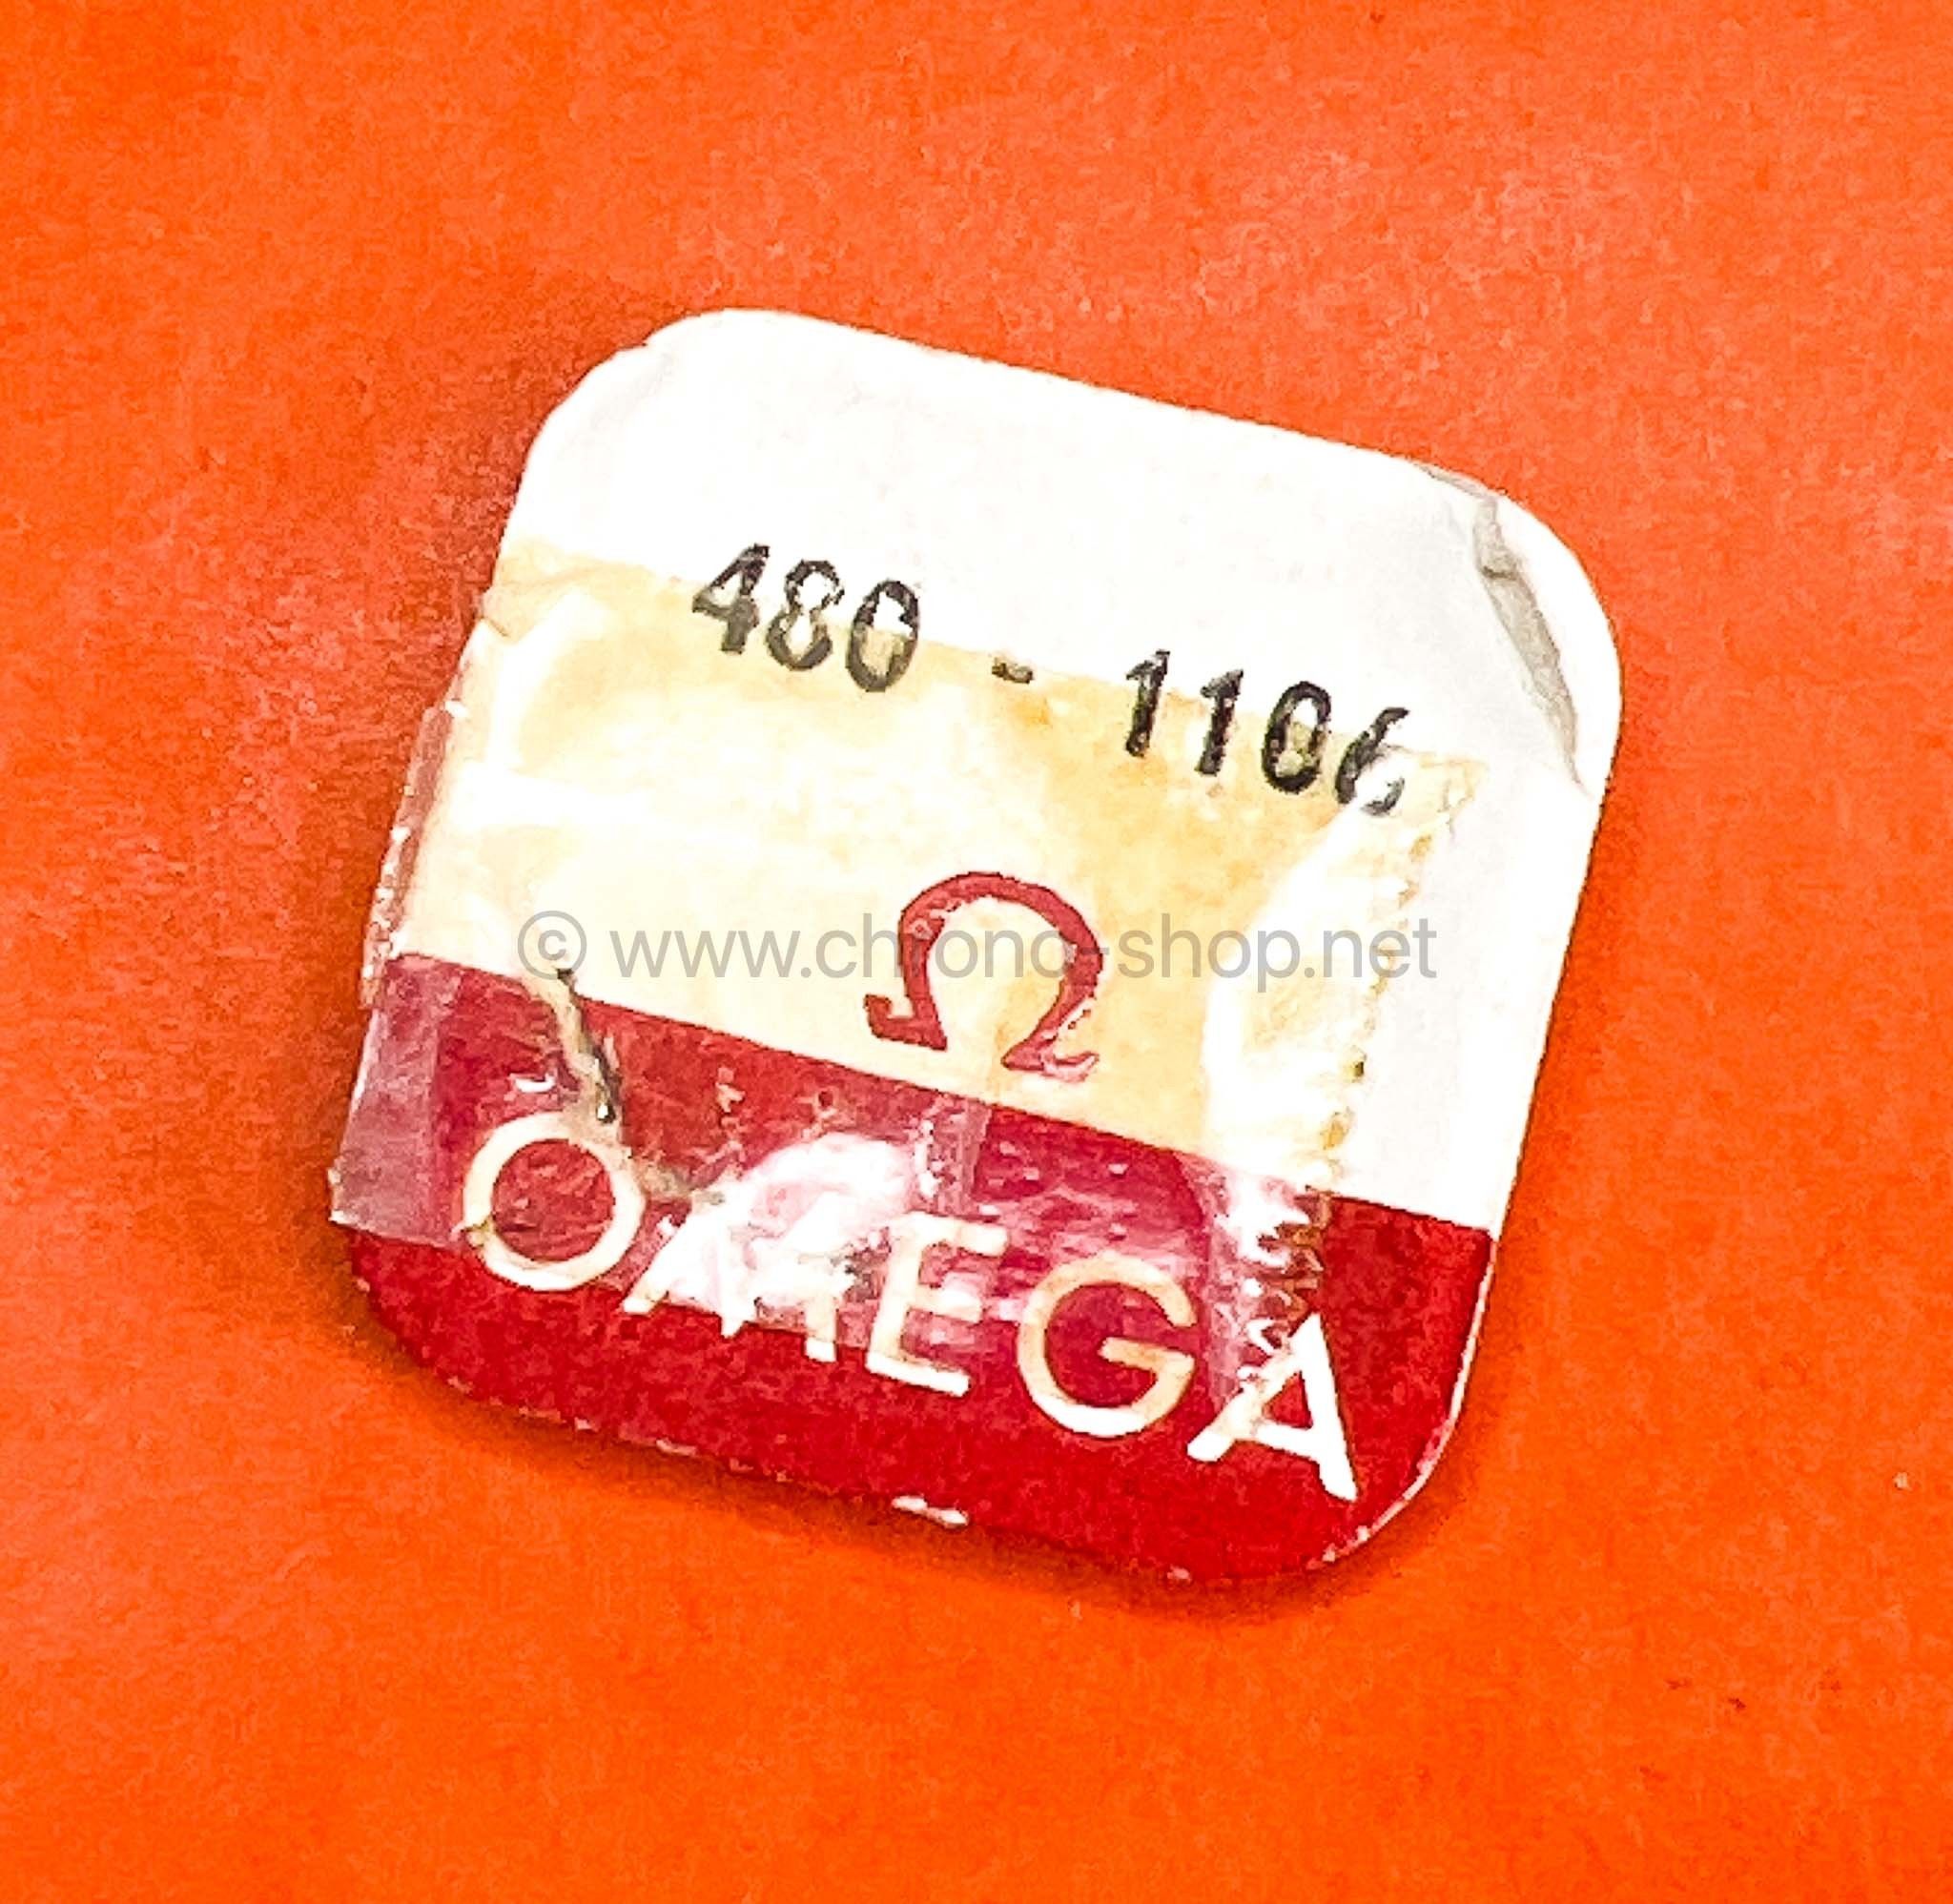 480 - 1106
Ω
© www.chrono-shop.net
OMEGA